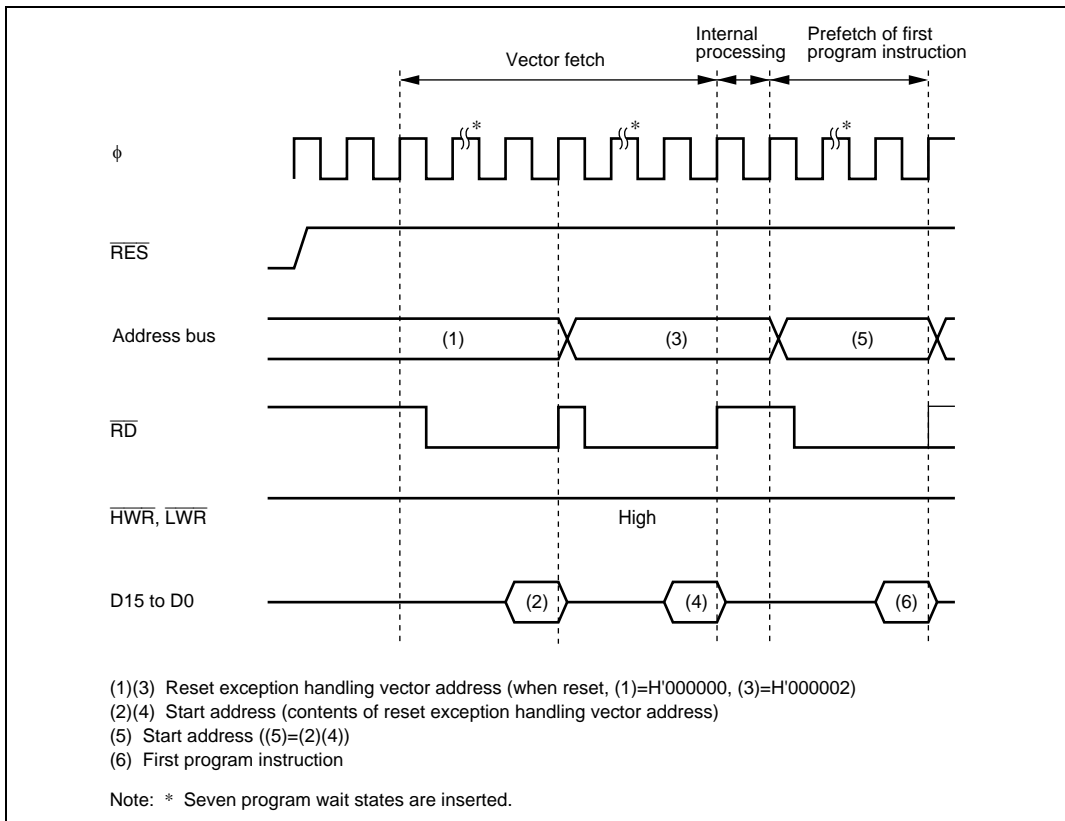 Vector fetch
Internal
processing
Prefetch of first
program instruction
* * *
ϕ
RES
Address bus
(1) (3) (5)
RD
HWR, LWR
High
D15 to D0
(2) (4) (6)
(1)(3) Reset exception handling vector address (when reset, (1)=H'000000, (3)=H'000002)
(2)(4) Start address (contents of reset exception handling vector address)
(5) Start address ((5)=(2)(4))
(6) First program instruction
Note: * Seven program wait states are inserted.